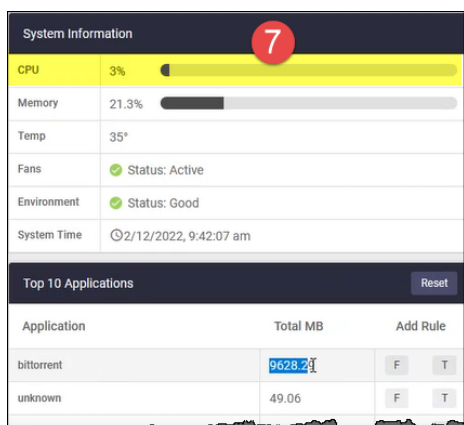 System Information
7
CPU 3%
Memory 21.3%
Temp 35°
Fans Status: Active
Environment Status: Good
System Time 2/12/2022, 9:42:07 am
Top 10 Applications Reset
Application Total MB Add Rule
bittorrent 9628.29 F T
unknown 49.06 F T